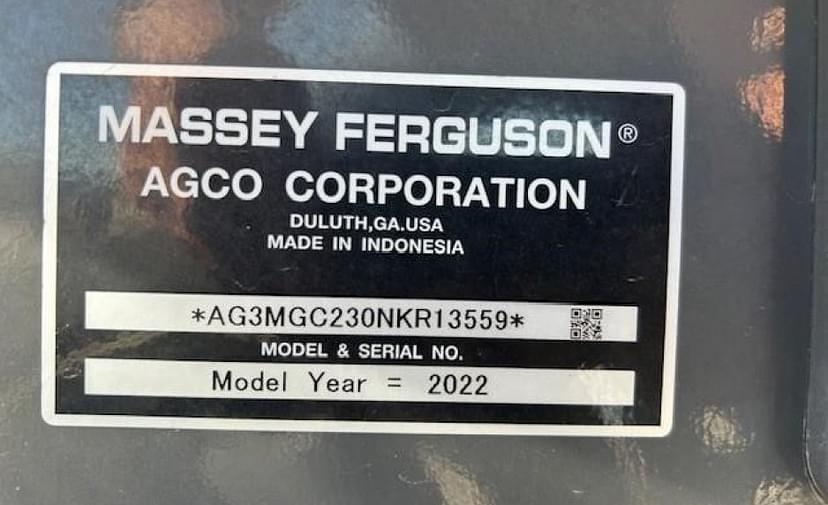 MASSEY FERGUSON®
AGCO CORPORATION
DULUTH,GA.USA
MADE IN INDONESIA
*AG3MGC230NKR13559*
MODEL & SERIAL NO.
Model Year = 2022